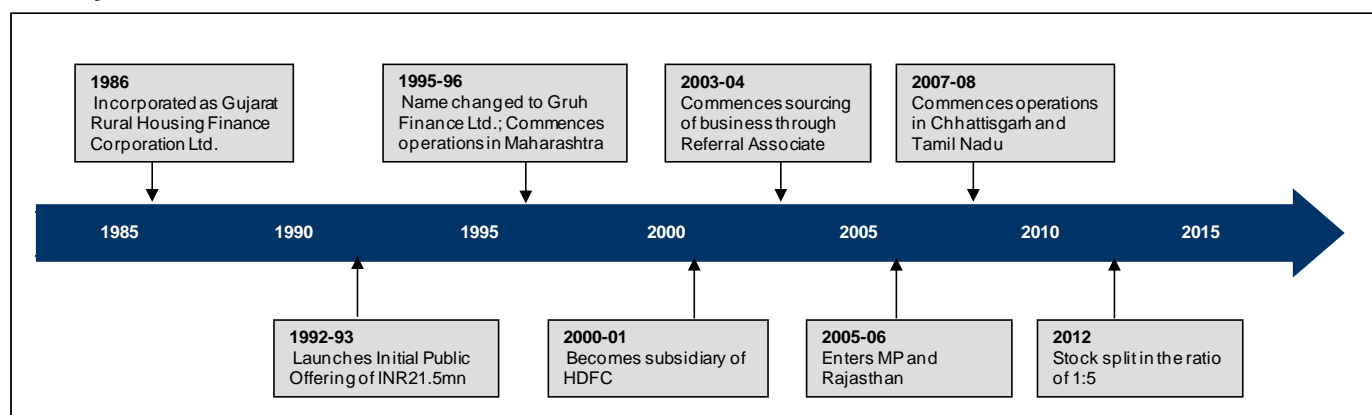 1986
Incorporated as Gujarat
Rural Housing Finance
Corporation Ltd.
1995-96
Name changed to Gruh
Finance Ltd.; Commences
operations in Maharashtra
2003-04
Commences sourcing
of business through
Referral Associate
2007-08
Commences operations
in Chhattisgarh and
Tamil Nadu
1985 1990 1995 2000 2005 2010 2015
1992-93
Launches Initial Public
Offering of INR21.5mn
2000-01
Becomes subsidiary of
HDFC
2005-06
Enters MP and
Rajasthan
2012
Stock split in the ratio
of 1:5